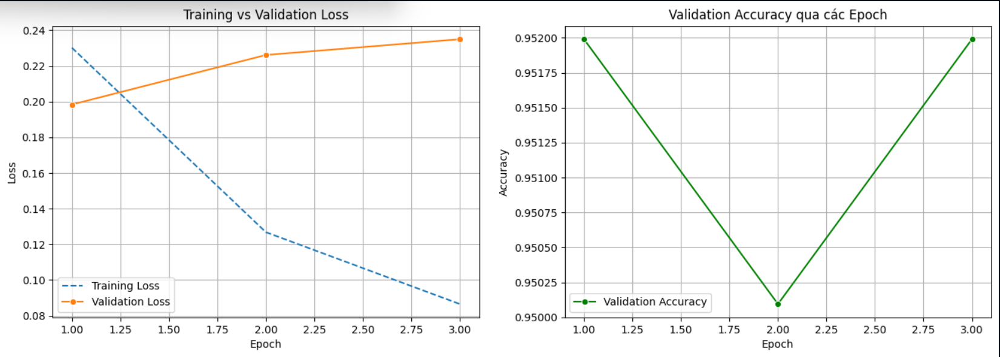 Training vs Validation Loss
0.24
0.22
0.20
0.18
0.16
0.14
0.12
0.10
0.08
Loss
Training Loss
Validation Loss
1.00 1.25 1.50 1.75 2.00 2.25 2.50 2.75 3.00
Epoch
Validation Accuracy qua các Epoch
0.95200
0.95175
0.95150
0.95125
0.95100
0.95075
0.95050
0.95025
0.95000
Accuracy
Validation Accuracy
1.00 1.25 1.50 1.75 2.00 2.25 2.50 2.75 3.00
Epoch